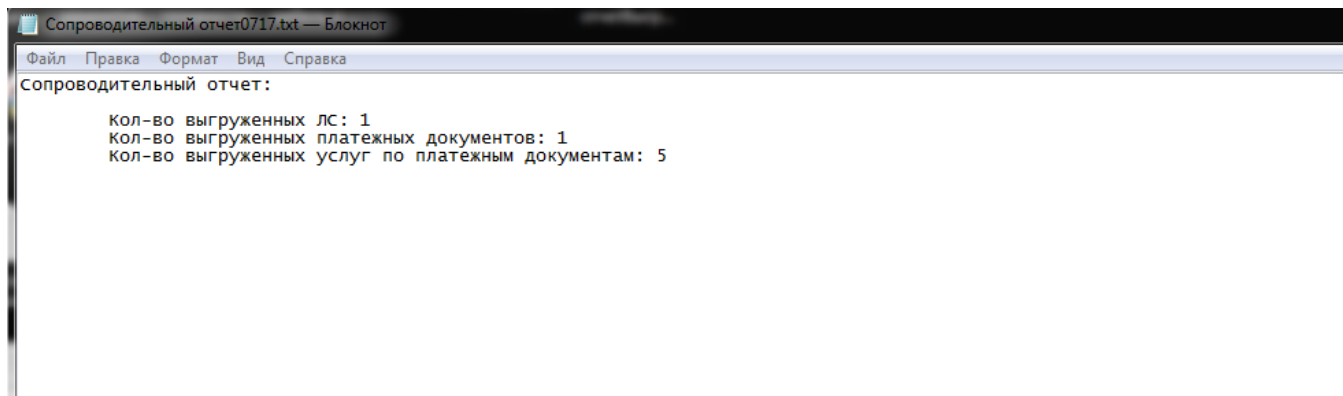 Сопроводительный отчет0717.txt — Блокнот
Файл Правка Формат Вид Справка
Сопроводительный отчет:
Кол-во выгруженных ЛС: 1
Кол-во выгруженных платежных документов: 1
Кол-во выгруженных услуг по платежным документам: 5